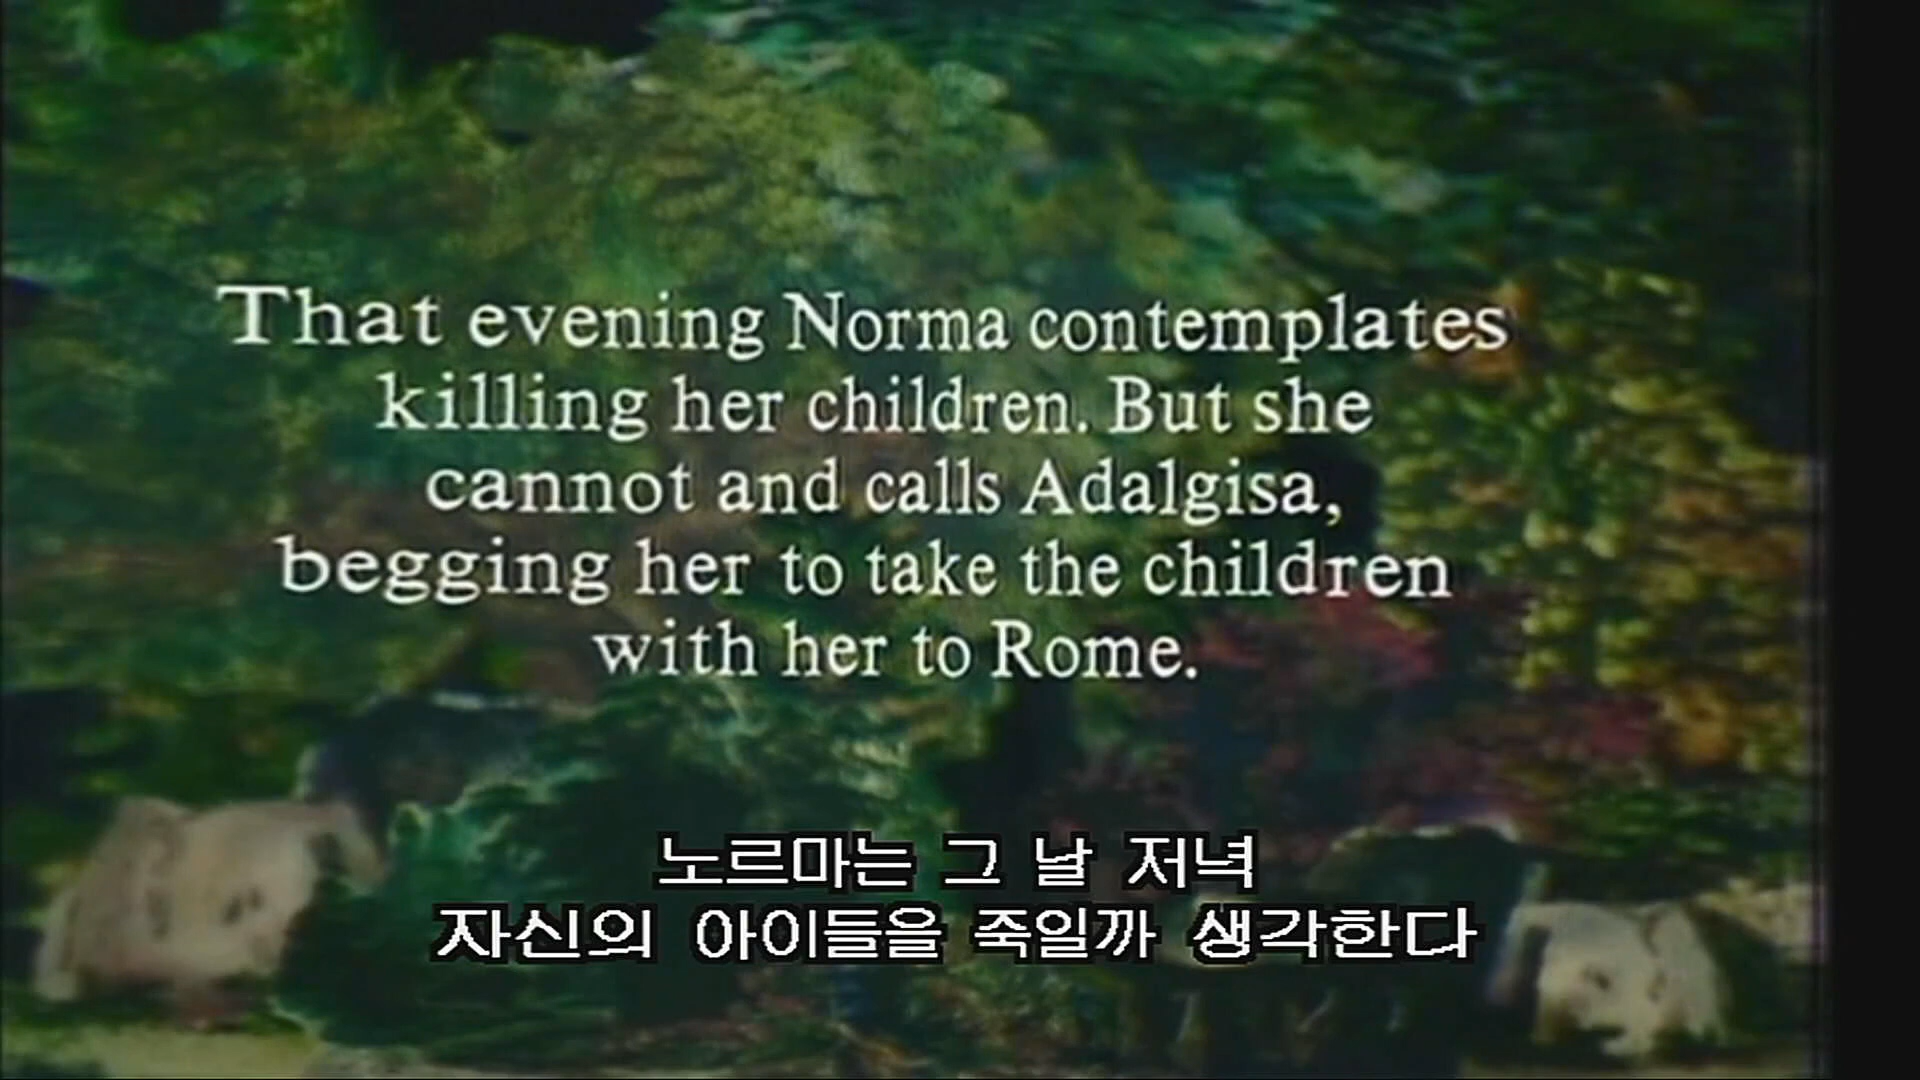 That evening Norma contemplates
killing her children. But she
cannot and calls Adalgisa,
begging her to take the children
with her to Rome.
노르마는 그 날 저녁
자신의 아이들을 죽일까 생각한다